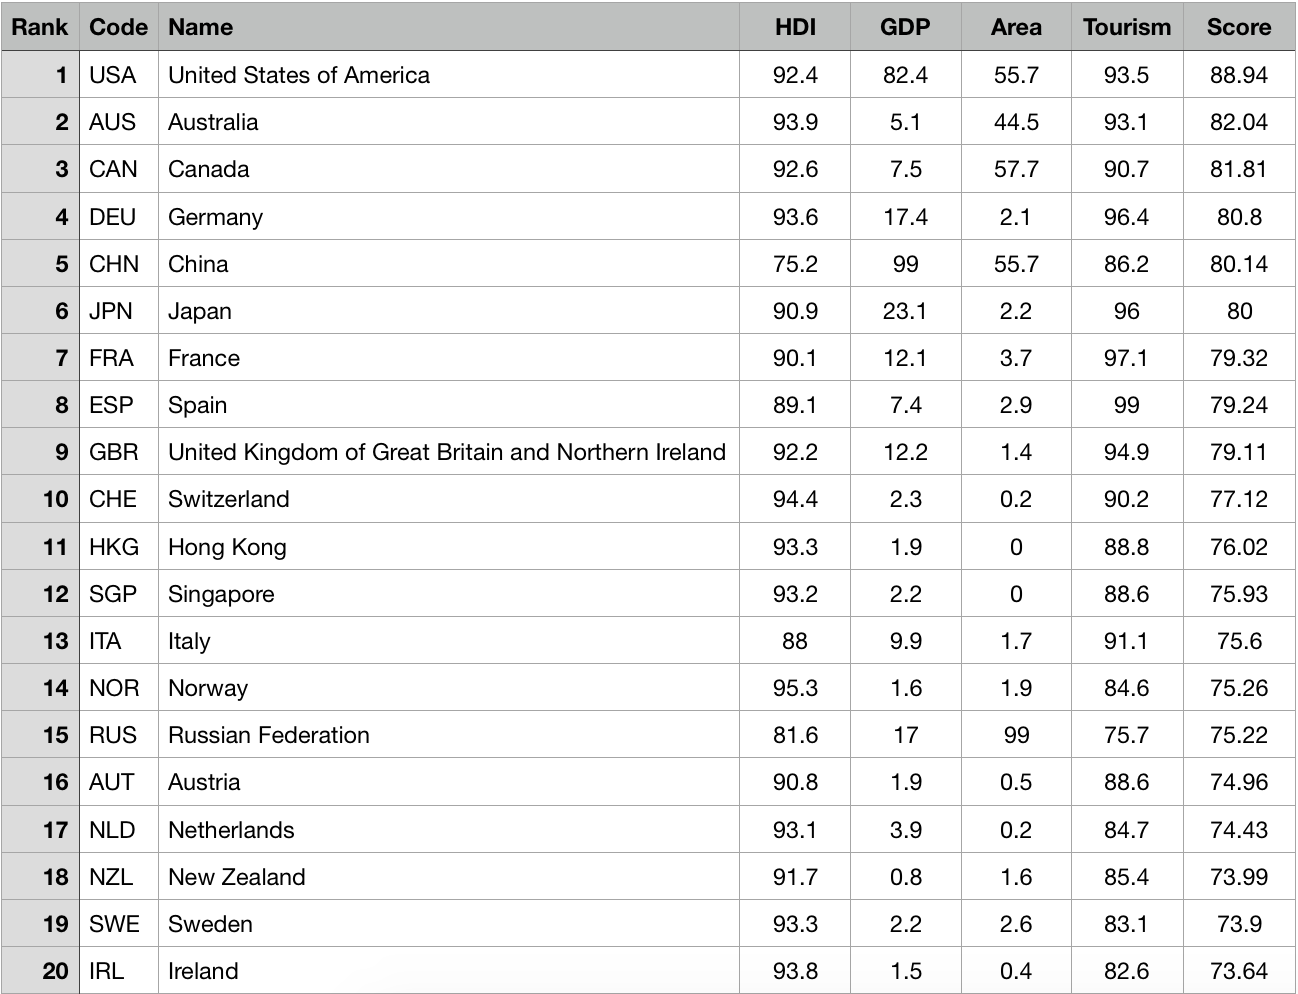 Rank Code Name HDI GDP Area Tourism Score
1 USA United States of America 92.4 82.4 55.7 93.5 88.94
2 AUS Australia 93.9 5.1 44.5 93.1 82.04
3 CAN Canada 92.6 7.5 57.7 90.7 81.81
4 DEU Germany 93.6 17.4 2.1 96.4 80.8
5 CHN China 75.2 99 55.7 86.2 80.14
6 JPN Japan 90.9 23.1 2.2 96 80
7 FRA France 90.1 12.1 3.7 97.1 79.32
8 ESP Spain 89.1 7.4 2.9 99 79.24
9 GBR United Kingdom of Great Britain and Northern Ireland 92.2 12.2 1.4 94.9 79.11
10 CHE Switzerland 94.4 2.3 0.2 90.2 77.12
11 HKG Hong Kong 93.3 1.9 0 88.8 76.02
12 SGP Singapore 93.2 2.2 0 88.6 75.93
13 ITA Italy 88 9.9 1.7 91.1 75.6
14 NOR Norway 95.3 1.6 1.9 84.6 75.26
15 RUS Russian Federation 81.6 17 99 75.7 75.22
16 AUT Austria 90.8 1.9 0.5 88.6 74.96
17 NLD Netherlands 93.1 3.9 0.2 84.7 74.43
18 NZL New Zealand 91.7 0.8 1.6 85.4 73.99
19 SWE Sweden 93.3 2.2 2.6 83.1 73.9
20 IRL Ireland 93.8 1.5 0.4 82.6 73.64